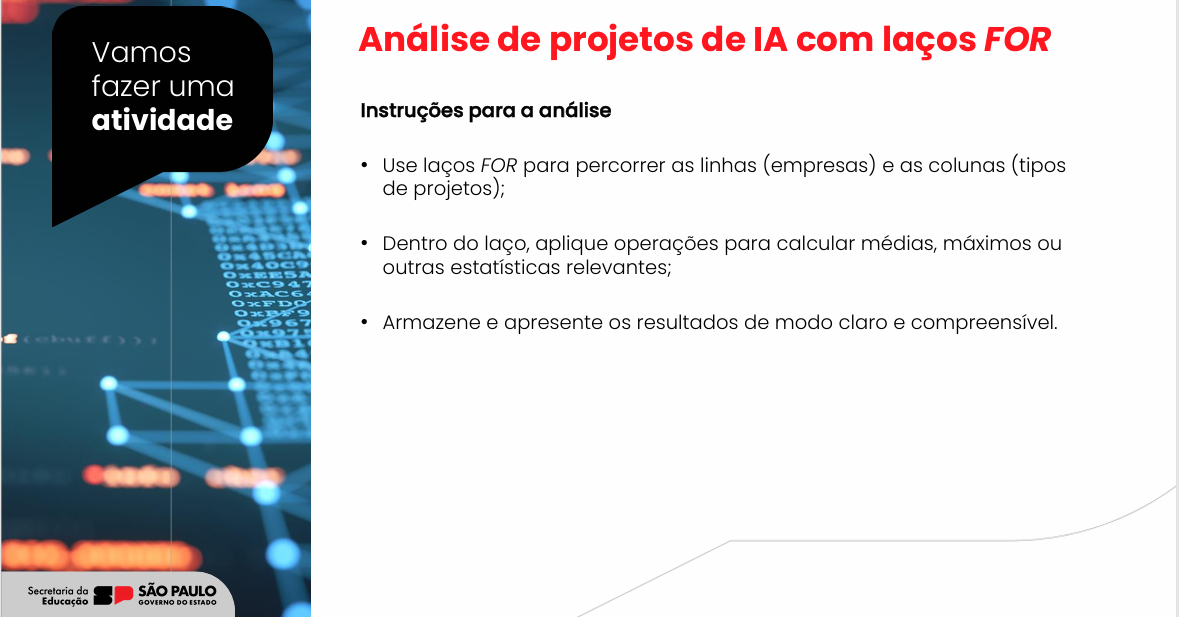 Vamos
fazer uma
atividade
Análise de projetos de IA com laços FOR
Instruções para a análise
• Use laços FOR para percorrer as linhas (empresas) e as colunas (tipos
de projetos);
• Dentro do laço, aplique operações para calcular médias, máximos ou
outras estatísticas relevantes;
• Armazene e apresente os resultados de modo claro e compreensível.
(cbuff));
Secretaria da
Educação
SÃO PAULO
GOVERNO DO ESTADO